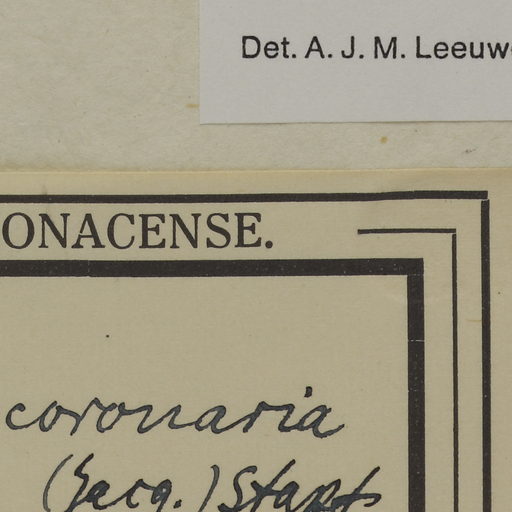 Det. A. J. M. Leeuw
ONACENSE.
coronaria
(Jacq.) Stapf